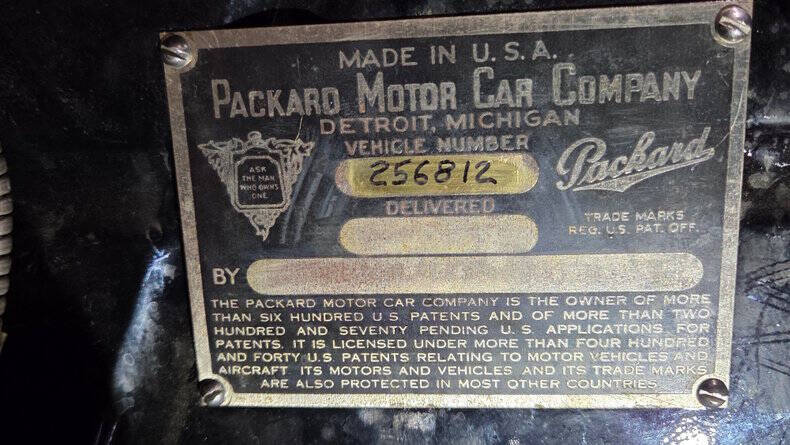 MADE IN U.S.A.
PACKARD MOTOR CAR COMPANY
DETROIT, MICHIGAN
VEHICLE NUMBER
256812
ASK
THE MAN
WHO OWNS
ONE
Packard
DELIVERED
TRADE MARKS
REG. U.S. PAT. OFF.
BY
THE PACKARD MOTOR CAR COMPANY IS THE OWNER OF MORE
THAN SIX HUNDRED U.S. PATENTS AND OF MORE THAN TWO
HUNDRED AND SEVENTY PENDING U.S. APPLICATIONS FOR
PATENTS. IT IS LICENSED UNDER MORE THAN FOUR HUNDRED
AND FORTY U.S. PATENTS RELATING TO MOTOR VEHICLES AND
AIRCRAFT. ITS MOTORS AND VEHICLES AND ITS TRADE MARKS
ARE ALSO PROTECTED IN MOST OTHER COUNTRIES.